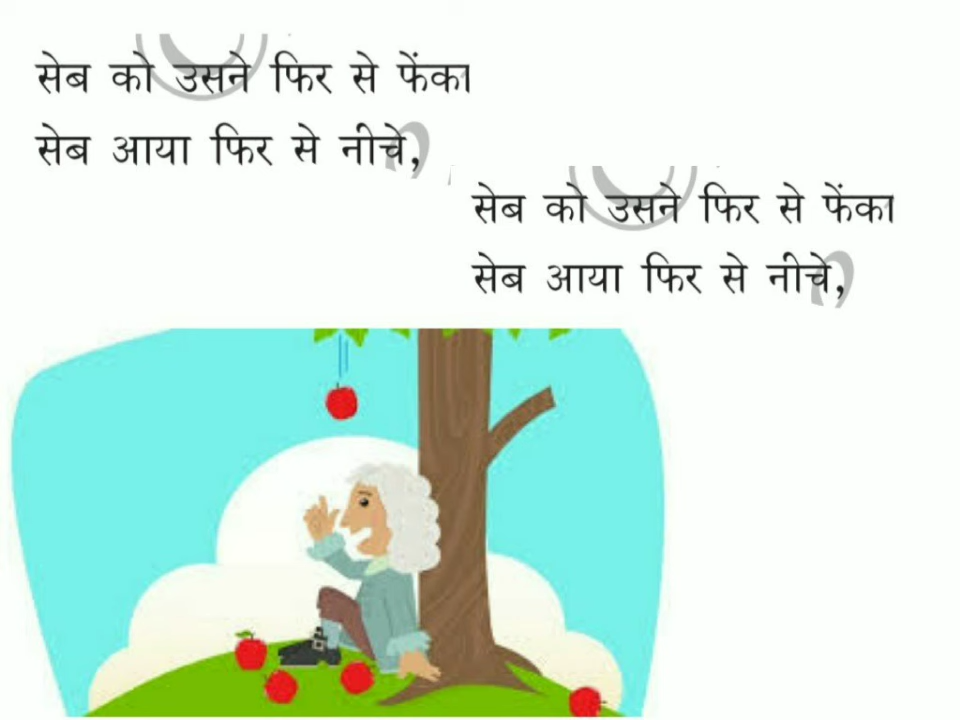 सेब को उसने फिर से फेंका
सेब आया फिर से नीचे,
सेब को उसने फिर से फेंका
सेब आया फिर से नीचे,